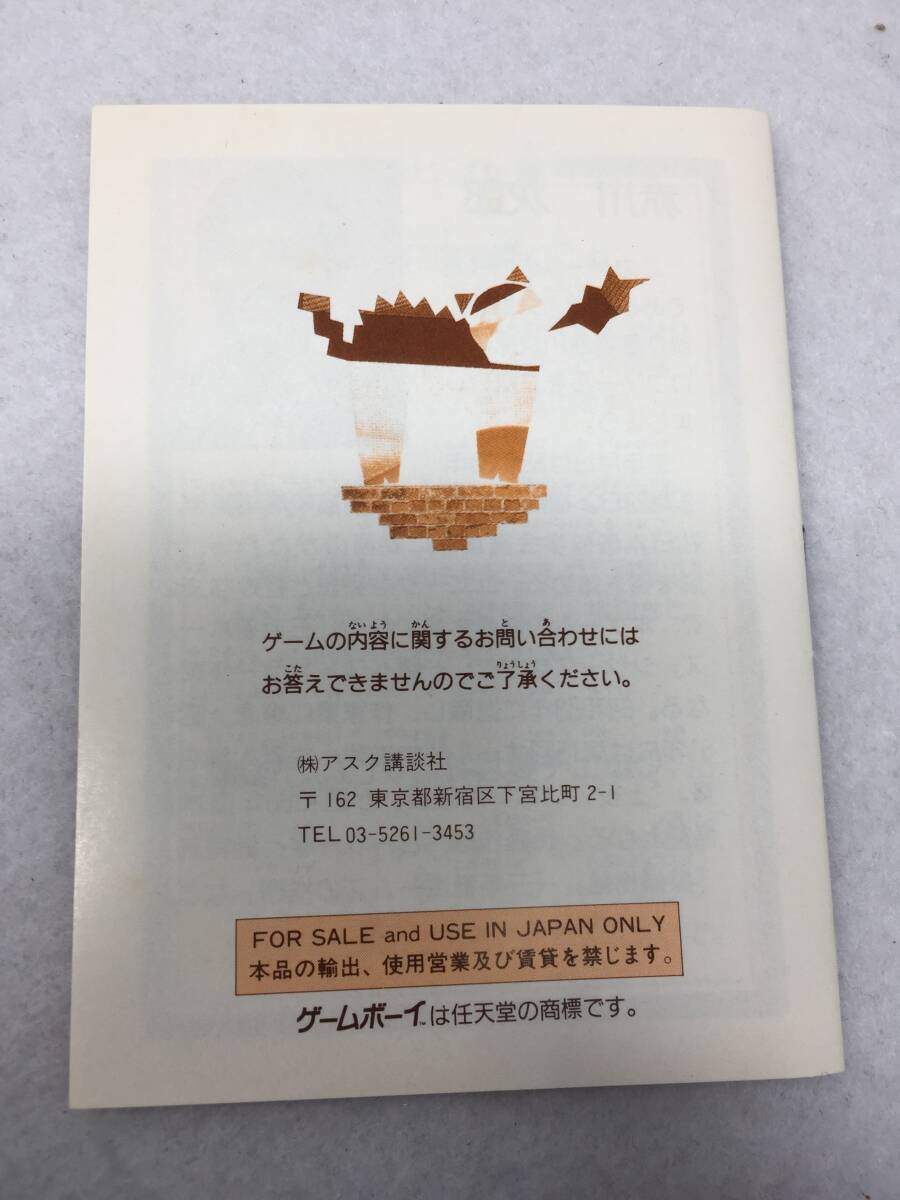 ゲームの内容に関するお問い合わせには
お答えできませんのでご了承ください。
㈱アスク講談社
〒162 東京都新宿区下宮比町2-1
TEL 03-5261-3453
FOR SALE and USE IN JAPAN ONLY
本品の輸出、使用営業及び賃貸を禁じます。
ゲームボーイ™は任天堂の商標です。